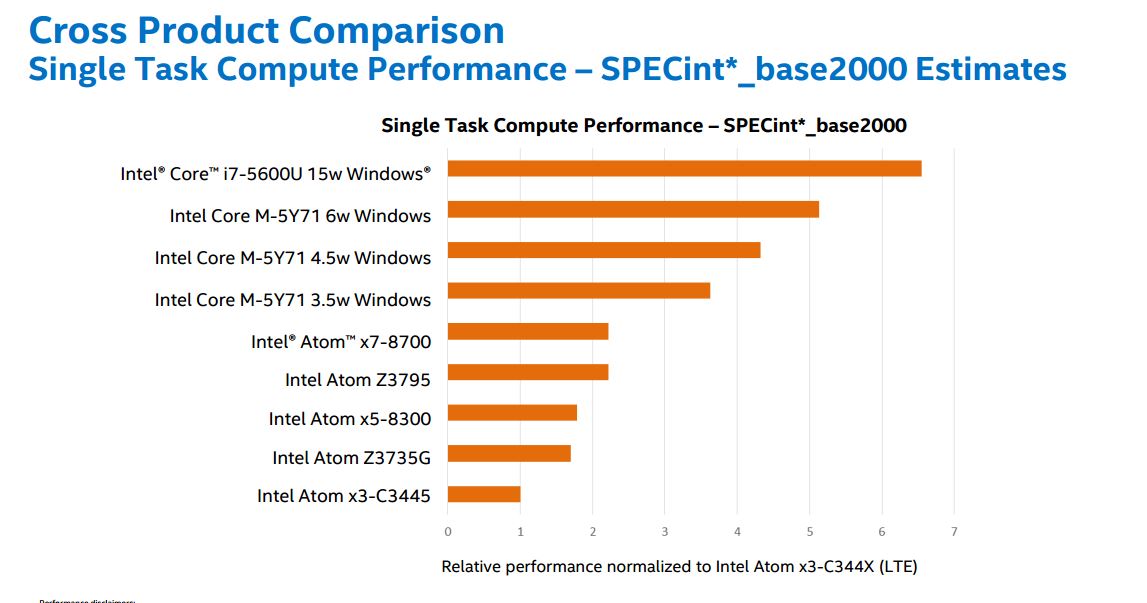 Cross Product Comparison
Single Task Compute Performance – SPECint*_base2000 Estimates
Single Task Compute Performance – SPECint*_base2000
Intel® Core™ i7-5600U 15w Windows®
Intel Core M-5Y71 6w Windows
Intel Core M-5Y71 4.5w Windows
Intel Core M-5Y71 3.5w Windows
Intel® Atom™ x7-8700
Intel Atom Z3795
Intel Atom x5-8300
Intel Atom Z3735G
Intel Atom x3-C3445
0 1 2 3 4 5 6 7
Relative performance normalized to Intel Atom x3-C344X (LTE)
Performance disclaimers: